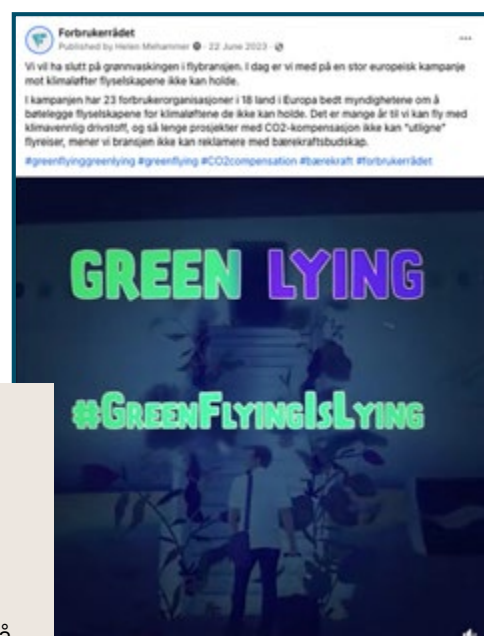 Forbrukerrådet
Published by Helen Mehammer · 22 June 2023 ·
Vi vil ha slutt på grønnvaskingen i flybransjen. I dag er vi med på en stor europeisk kampanje
mot klimaløfter flyselskapene ikke kan holde.
I kampanjen har 23 forbrukerorganisasjoner i 18 land i Europa bedt myndighetene om å
bøtelegge flyselskapene for klimaløftene de ikke kan holde. Det er mange år til vi kan fly med
klimavennlig drivstoff, og så lenge prosjekter med CO2-kompensasjon ikke kan "utligne"
flyreiser, mener vi bransjen ikke kan reklamere med bærekraftsbudskap.
#greenflyinggreenlying #greenflying #CO2compensation #bærekraft #forbrukerrådet
GREEN LYING
#GREENFLYINGISLYING
å